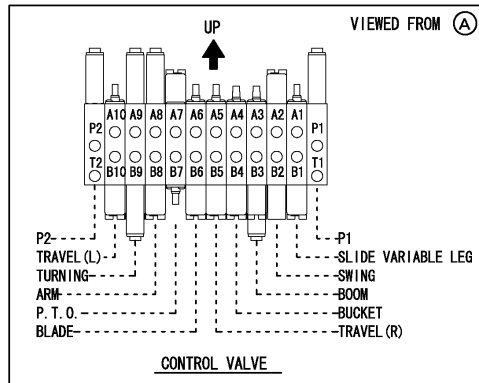 UP
VIEWED FROM A
P2 A10 A9 A8 A7 A6 A5 A4 A3 A2 A1 P1
T2 B10 B9 B8 B7 B6 B5 B4 B3 B2 B1 T1
P2 P1
TRAVEL(L) SLIDE VARIABLE LEG
TURNING SWING
ARM BOOM
P.T.O. BUCKET
BLADE TRAVEL(R)
CONTROL VALVE